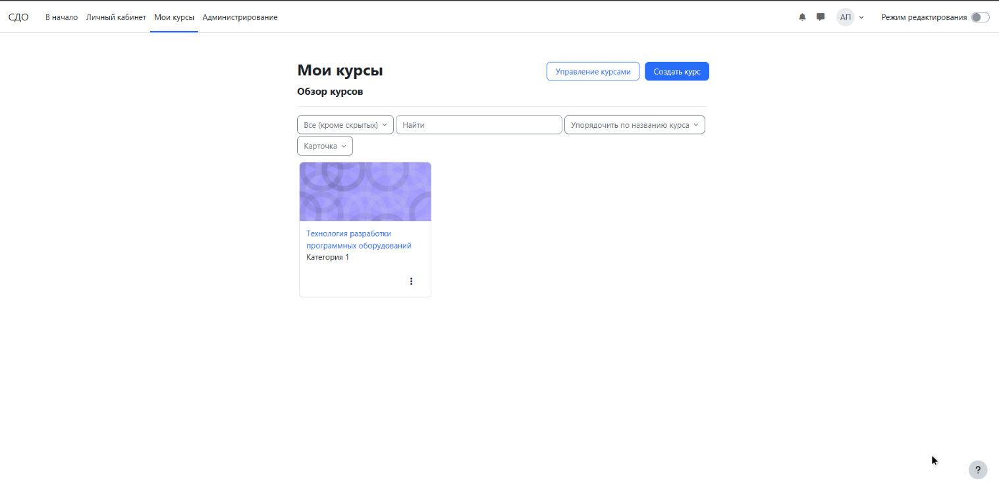 СДО В начало Личный кабинет Мои курсы Администрирование АП Режим редактирования
Мои курсы Управление курсами Создать курс
Обзор курсов
Все (кроме скрытых) Найти Упорядочить по названию курса
Карточка
Технология разработки
программных оборудований
Категория 1
?